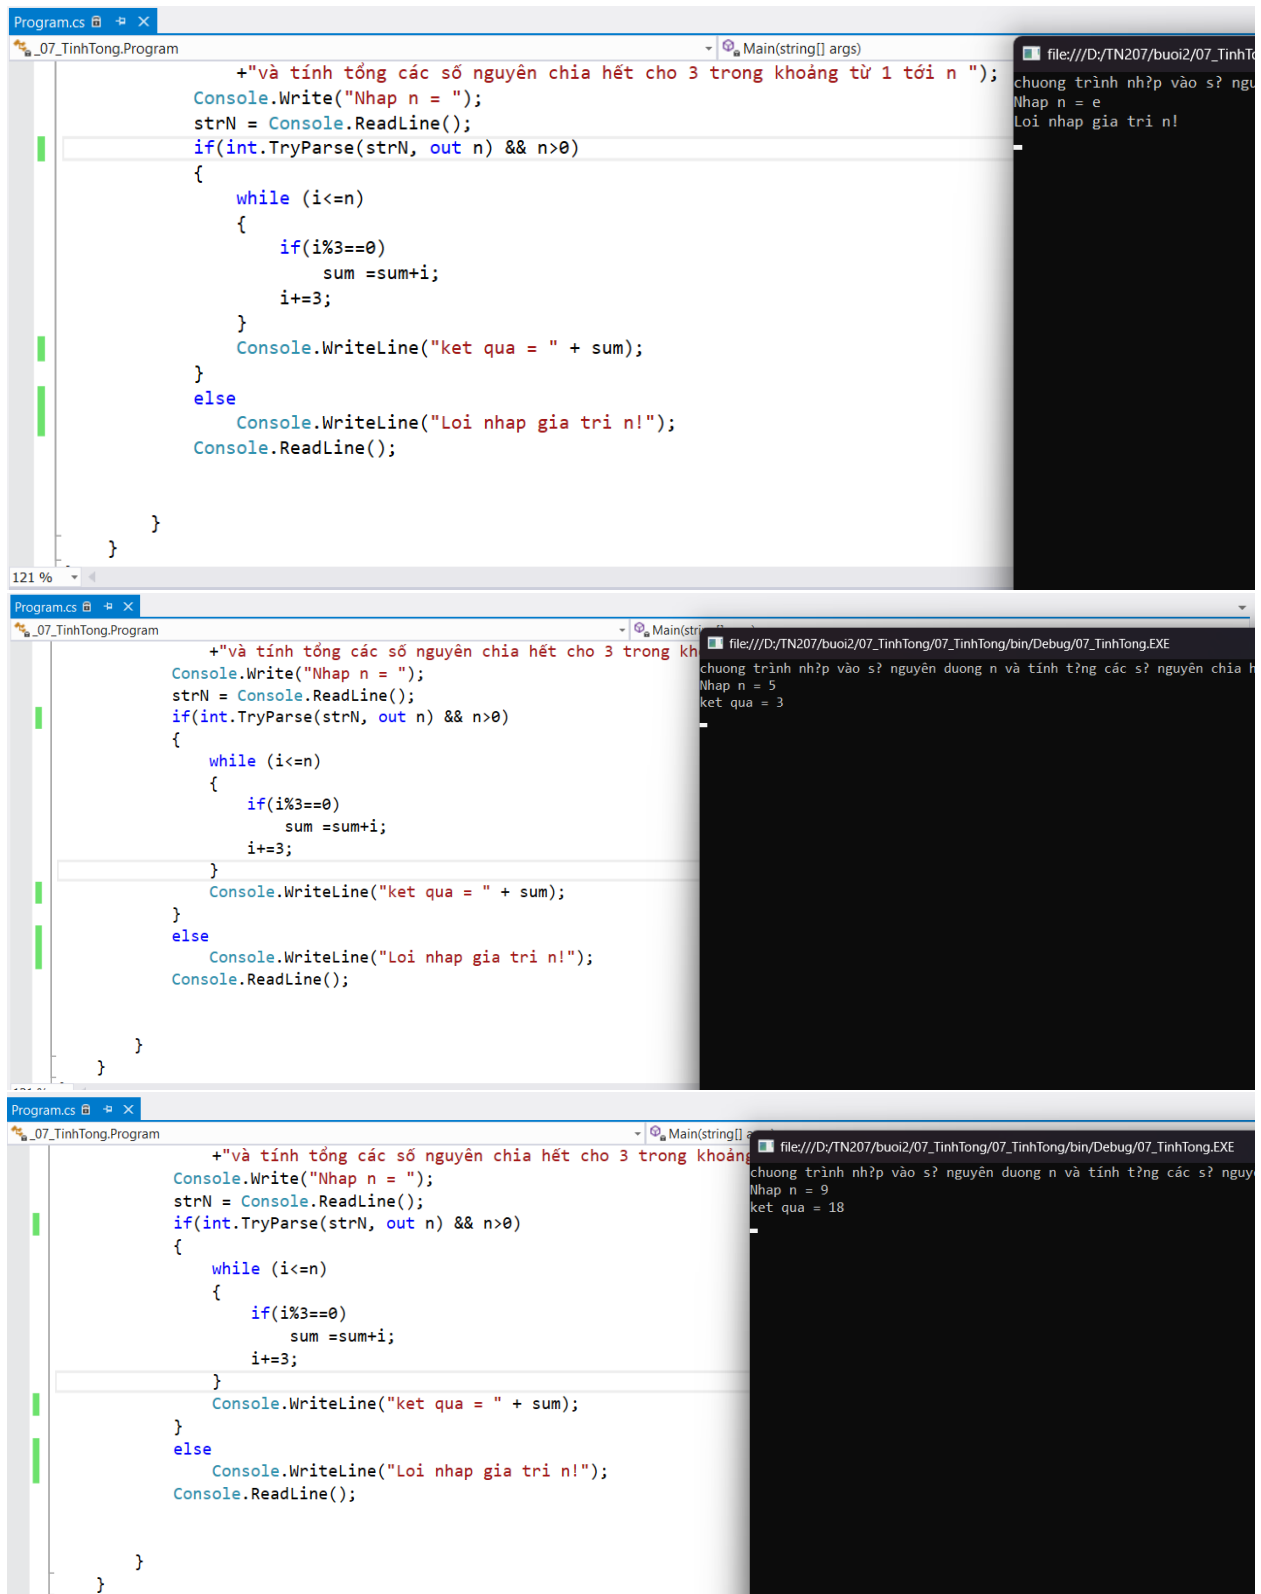 Program.cs
_07_TinhTong.Program
Main(string[] args)
+"và tính tổng các số nguyên chia hết cho 3 trong khoảng từ 1 tới n ");
Console.Write("Nhap n = ");
strN = Console.ReadLine();
if(int.TryParse(strN, out n) && n>0)
{
while (i<=n)
{
if(i%3==0)
sum =sum+i;
i+=3;
}
Console.WriteLine("ket qua = " + sum);
}
else
Console.WriteLine("Loi nhap gia tri n!");
Console.ReadLine();
}
}
121 %
file:///D:/TN207/buoi2/07_TinhTo
chuong trình nh?p vào s? ngu
Nhap n = e
Loi nhap gia tri n!
Program.cs
_07_TinhTong.Program
Main(stri
+"và tính tổng các số nguyên chia hết cho 3 trong kh
Console.Write("Nhap n = ");
strN = Console.ReadLine();
if(int.TryParse(strN, out n) && n>0)
{
while (i<=n)
{
if(i%3==0)
sum =sum+i;
i+=3;
}
Console.WriteLine("ket qua = " + sum);
}
else
Console.WriteLine("Loi nhap gia tri n!");
Console.ReadLine();
}
}
file:///D:/TN207/buoi2/07_TinhTong/07_TinhTong/bin/Debug/07_TinhTong.EXE
chuong trình nh?p vào s? nguyên duong n và tính t?ng các s? nguyên chia h
Nhap n = 5
ket qua = 3
Program.cs
_07_TinhTong.Program
Main(string[] a
+"và tính tổng các số nguyên chia hết cho 3 trong khoảng
Console.Write("Nhap n = ");
strN = Console.ReadLine();
if(int.TryParse(strN, out n) && n>0)
{
while (i<=n)
{
if(i%3==0)
sum =sum+i;
i+=3;
}
Console.WriteLine("ket qua = " + sum);
}
else
Console.WriteLine("Loi nhap gia tri n!");
Console.ReadLine();
}
}
file:///D:/TN207/buoi2/07_TinhTong/07_TinhTong/bin/Debug/07_TinhTong.EXE
chuong trình nh?p vào s? nguyên duong n và tính t?ng các s? nguy
Nhap n = 9
ket qua = 18